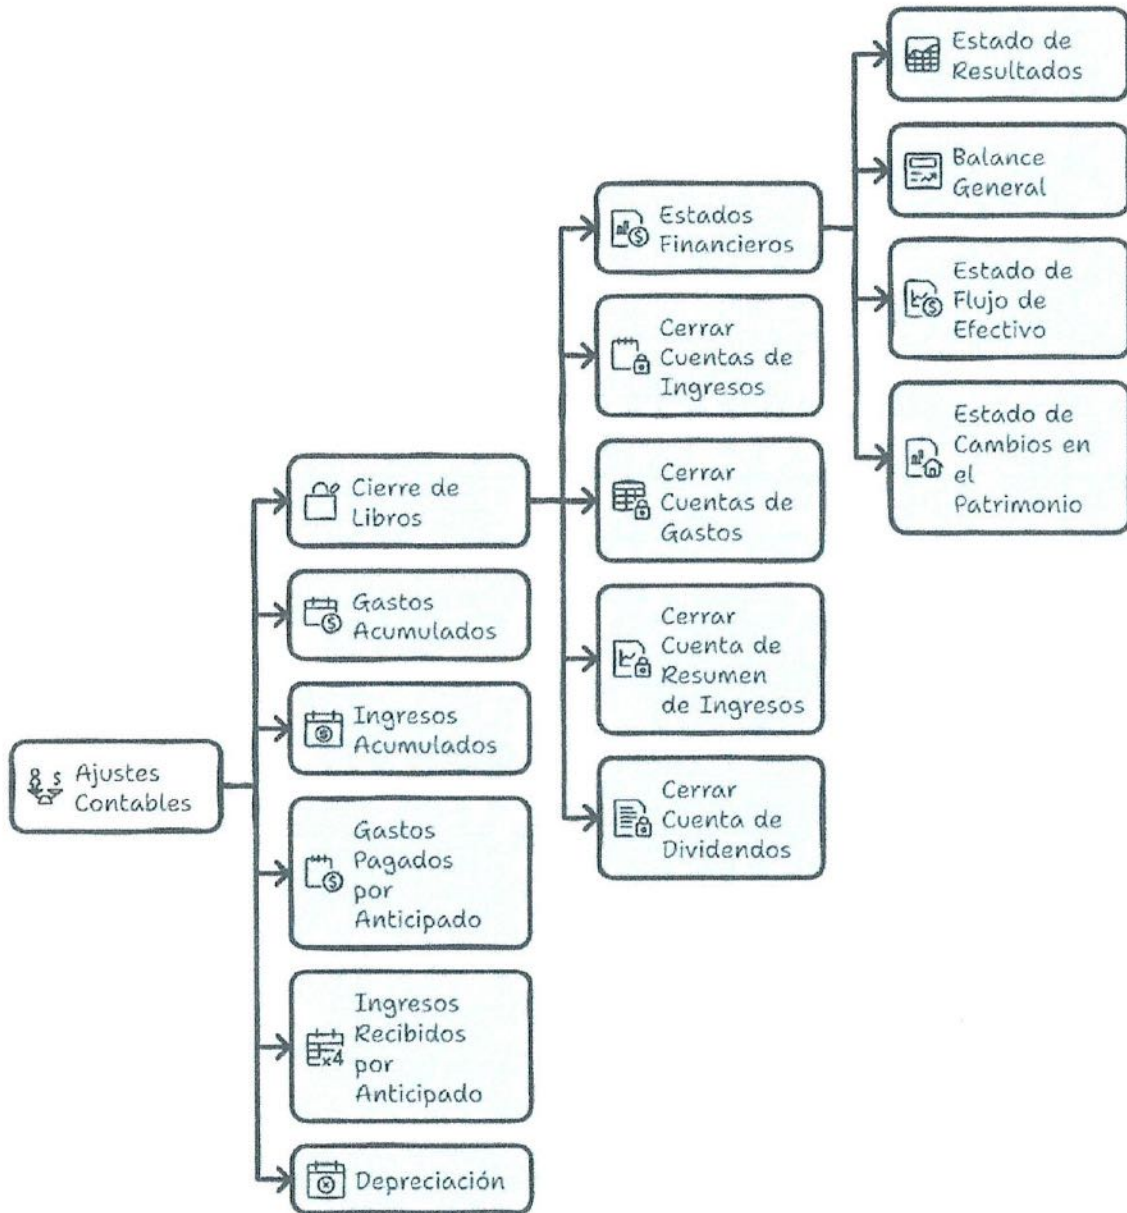 Ajustes
Contables
Cierre de
Libros
Gastos
Acumulados
Ingresos
Acumulados
Gastos
Pagados
por
Anticipado
Ingresos
Recibidos
por
Anticipado
x4
Depreciación
Estados
Financieros
Cerrar
Cuentas de
Ingresos
Cerrar
Cuentas de
Gastos
Cerrar
Cuenta de
Resumen
de Ingresos
Cerrar
Cuenta de
Dividendos
Estado de
Resultados
Balance
General
Estado de
Flujo de
Efectivo
Estado de
Cambios en
el
Patrimonio